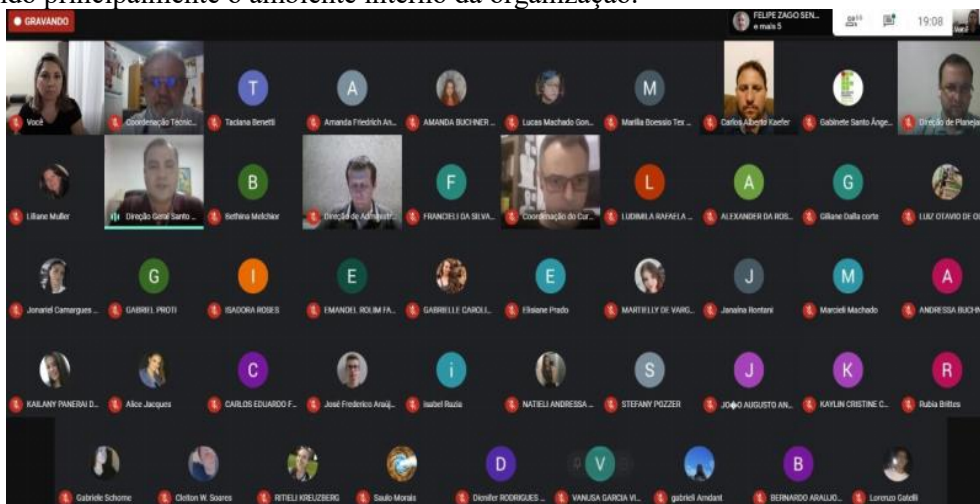 do principalmente o ambiente interno da organização.
GRAVANDO
FELIPE ZAGO SEN...
e mais 5
19:08
Você
Você
Coordenação Técnic...
T
Taciana Benetti
A
Amanda Friedrich An...
AMANDA BUCHNER ...
Lucas Machado Gon...
M
Marilia Boessio Tex ...
Carlos Alberto Kaefer
Gabinete Santo Ânge...
Direção de Planeja
Liliane Muller
Direção Geral Santo ...
B
Bethina Melchior
Direção de Administr...
F
FRANCIELI DA SILVA...
Coordenação do Cur...
L
LUDIMILA RAFAELA ...
A
ALEXANDER DA ROS...
G
Giliane Dalla corte
LUIZ OTAVIO DE OL
Jonariel Camargues ...
G
GABRIEL PROTI
I
ISADORA ROSES
E
EMANOEL ROLIM FA...
GABRIELLE CAROLI...
E
Elisiane Prado
MARTIELLY DE VARG...
J
Janaína Rontani
M
Marcieli Machado
A
ANDRESSA BUCHN
KAILANY PANERAI D...
Alice Jacques
C
CARLOS EDUARDO F...
José Frederico Araúj...
i
isabel Razia
NATIELI ANDRESSA ...
S
STEFANY POZZER
J
JO�O AUGUSTO AN...
K
KAYLIN CRISTINE C...
R
Rubia Brittes
Gabriele Schorne
Cleiton W. Soares
RITIELI KREUZBERG
Saulo Morais
D
Dienifer RODRIGUES ...
V
VANUSA GARCIA VI...
gabrieli Arndant
B
BERNARDO ARAUJO...
Lorenzo Gatelli